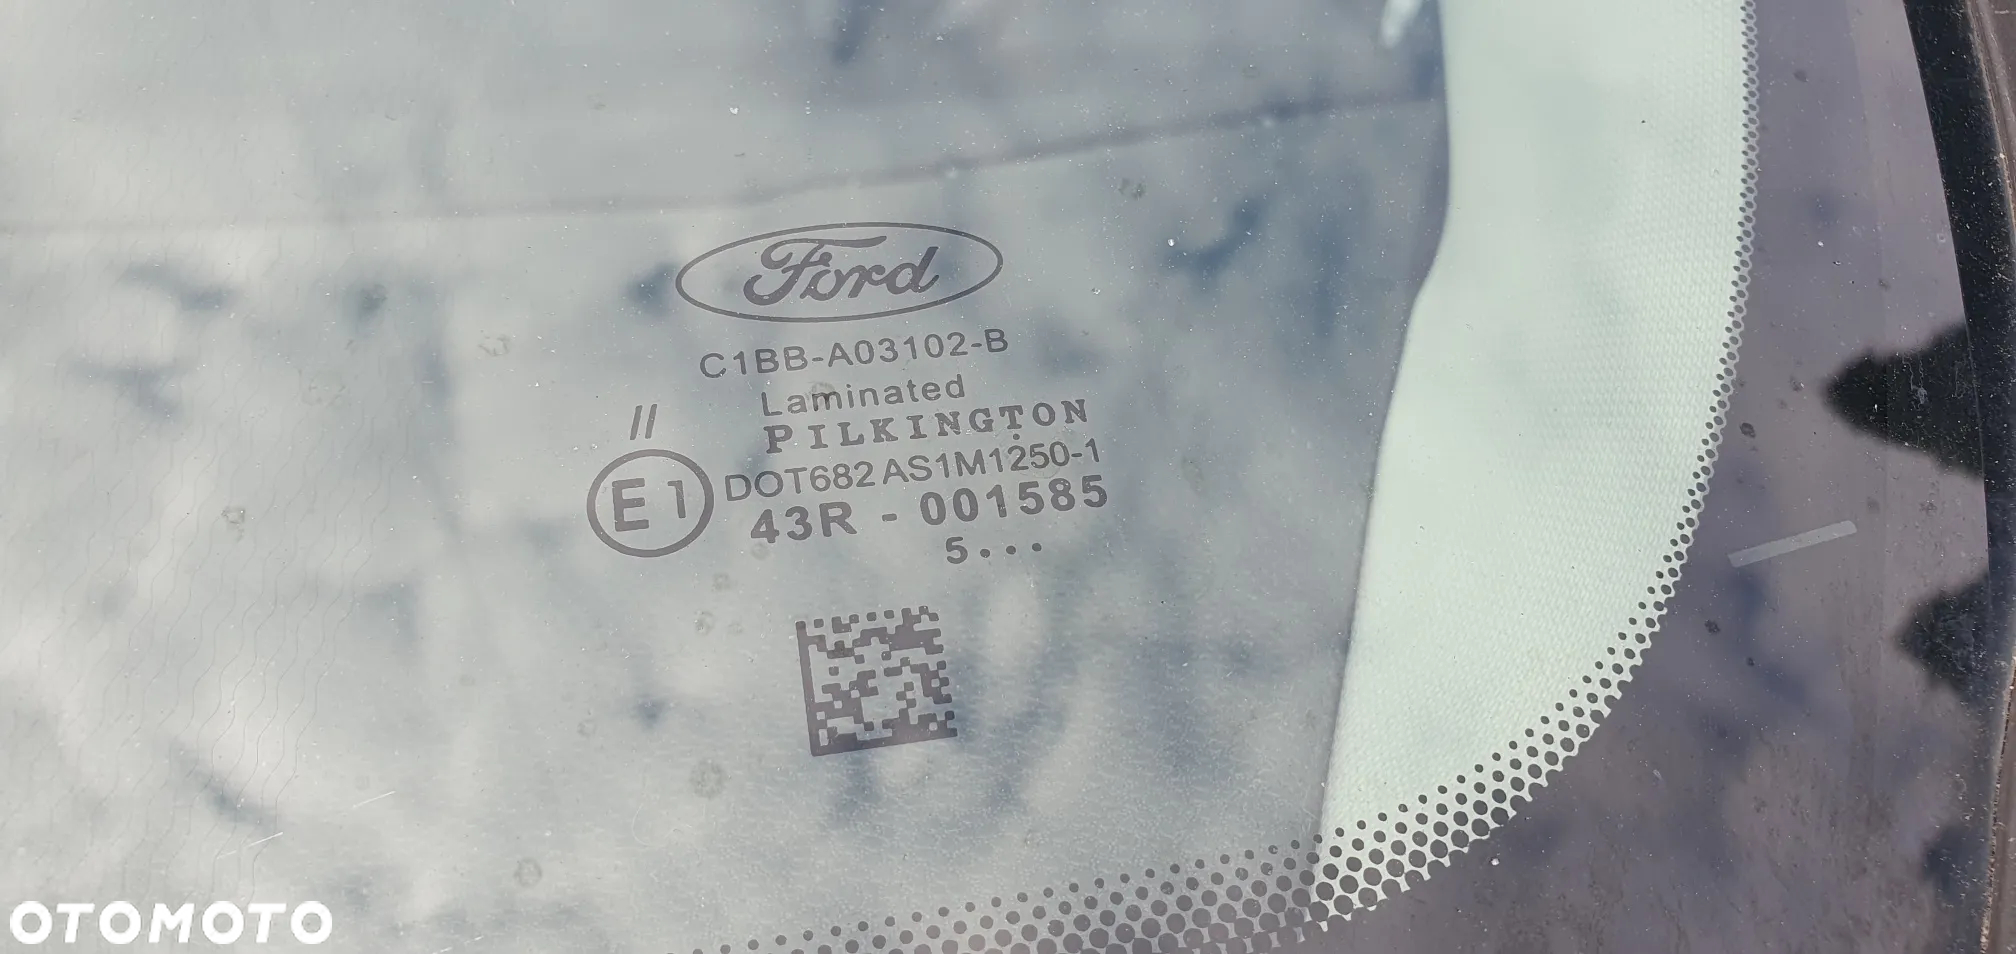 Ford
C1BB-A03102-B
Laminated
//
PILKINGTON
DOT682 AS1M1250-1
E1
43R - 001585
5...
OTOMOTO